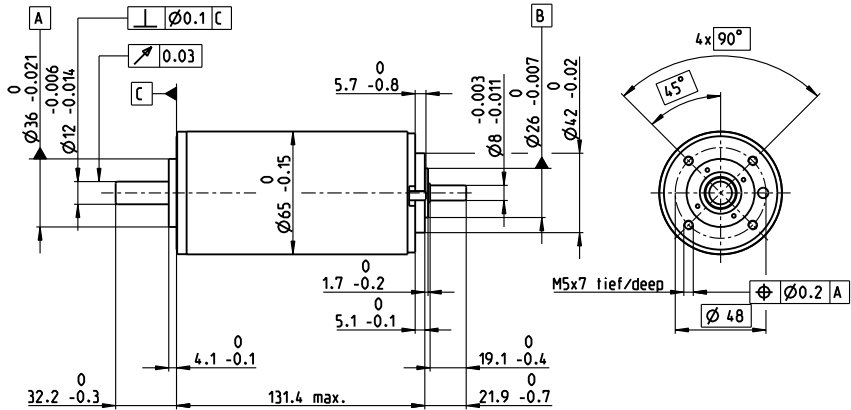 A
⊥ Ø0.1 C
↗ 0.03
C
0
Ø36 -0.021
-0.006
Ø12 -0.014
0
Ø65 -0.15
0
5.7 -0.8
-0.003
Ø8 -0.011
B
0
Ø26 -0.007
0
Ø42 -0.02
4x 90°
45°
0
1.7 -0.2
0
5.1 -0.1
0
4.1 -0.1
0
19.1 -0.4
0
32.2 -0.3
131.4 max.
0
21.9 -0.7
M5x7 tief/deep
⌖ Ø0.2 A
Ø 48